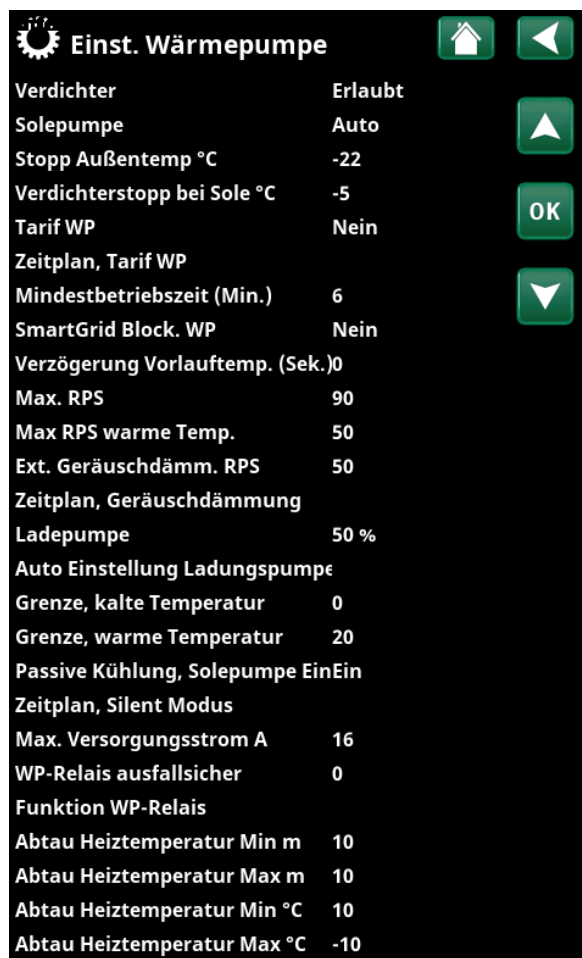 Einst. Wärmepumpe
Verdichter Erlaubt
Solepumpe Auto
Stopp Außentemp °C -22
Verdichterstopp bei Sole °C -5
OK
Tarif WP Nein
Zeitplan, Tarif WP
Mindestbetriebszeit (Min.) 6
SmartGrid Block. WP Nein
Verzögerung Vorlauftemp. (Sek.)0
Max. RPS 90
Max RPS warme Temp. 50
Ext. Geräuschdämm. RPS 50
Zeitplan, Geräuschdämmung
Ladepumpe 50 %
Auto Einstellung Ladungspumpe
Grenze, kalte Temperatur 0
Grenze, warme Temperatur 20
Passive Kühlung, Solepumpe EinEin
Zeitplan, Silent Modus
Max. Versorgungsstrom A 16
WP-Relais ausfallsicher 0
Funktion WP-Relais
Abtau Heiztemperatur Min m 10
Abtau Heiztemperatur Max m 10
Abtau Heiztemperatur Min °C 10
Abtau Heiztemperatur Max °C -10